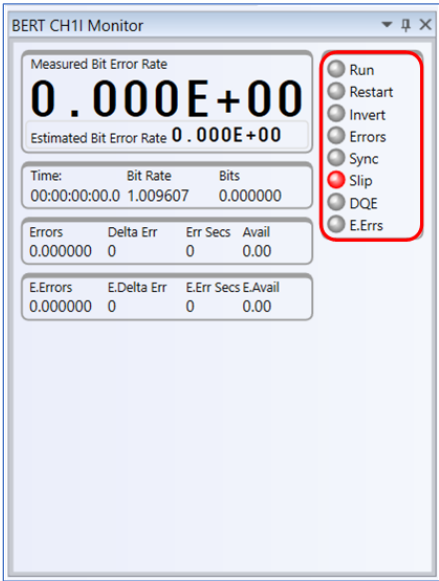 BERT CH1I Monitor
Measured Bit Error Rate
0.000E+00
Estimated Bit Error Rate 0.000E+00
Time: Bit Rate Bits
00:00:00:00.0 1.009607 0.000000
Errors Delta Err Err Secs Avail
0.000000 0 0 0.00
E.Errors E.Delta Err E.Err Secs E.Avail
0.000000 0 0 0.00
Run
Restart
Invert
Errors
Sync
Slip
DQE
E.Errs